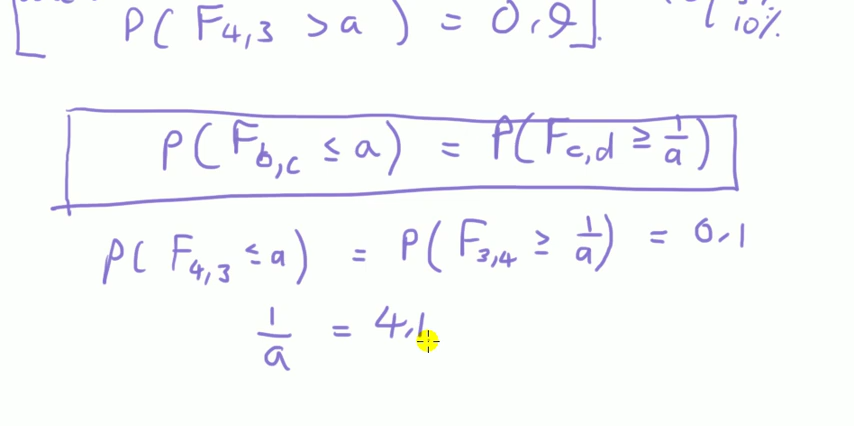 P( F4,3 > a ) = 0,9]. 10%
P( Fb,c ≤ a) = P( Fc,d ≥ 1/a )
P( F4,3 ≤ a) = P( F3,4 ≥ 1/a ) = 0,1
1/a = 4,1